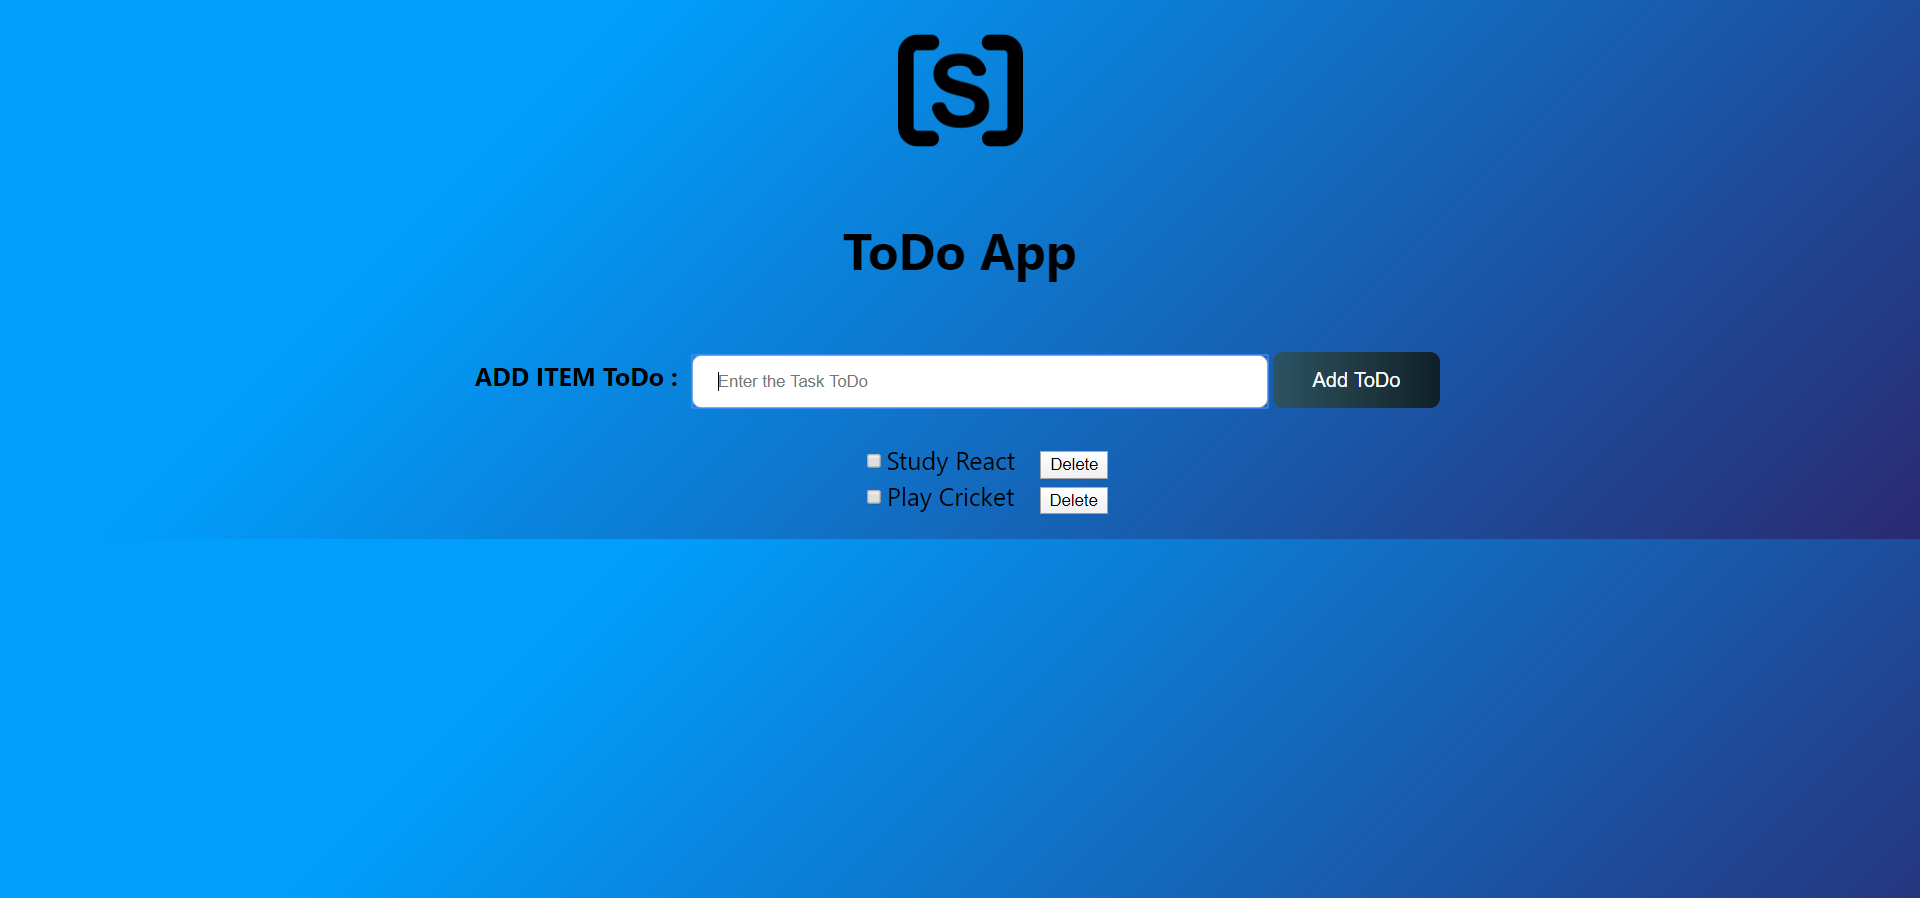 [S]
ToDo App
ADD ITEM ToDo : Enter the Task ToDo Add ToDo
Study React Delete
Play Cricket Delete